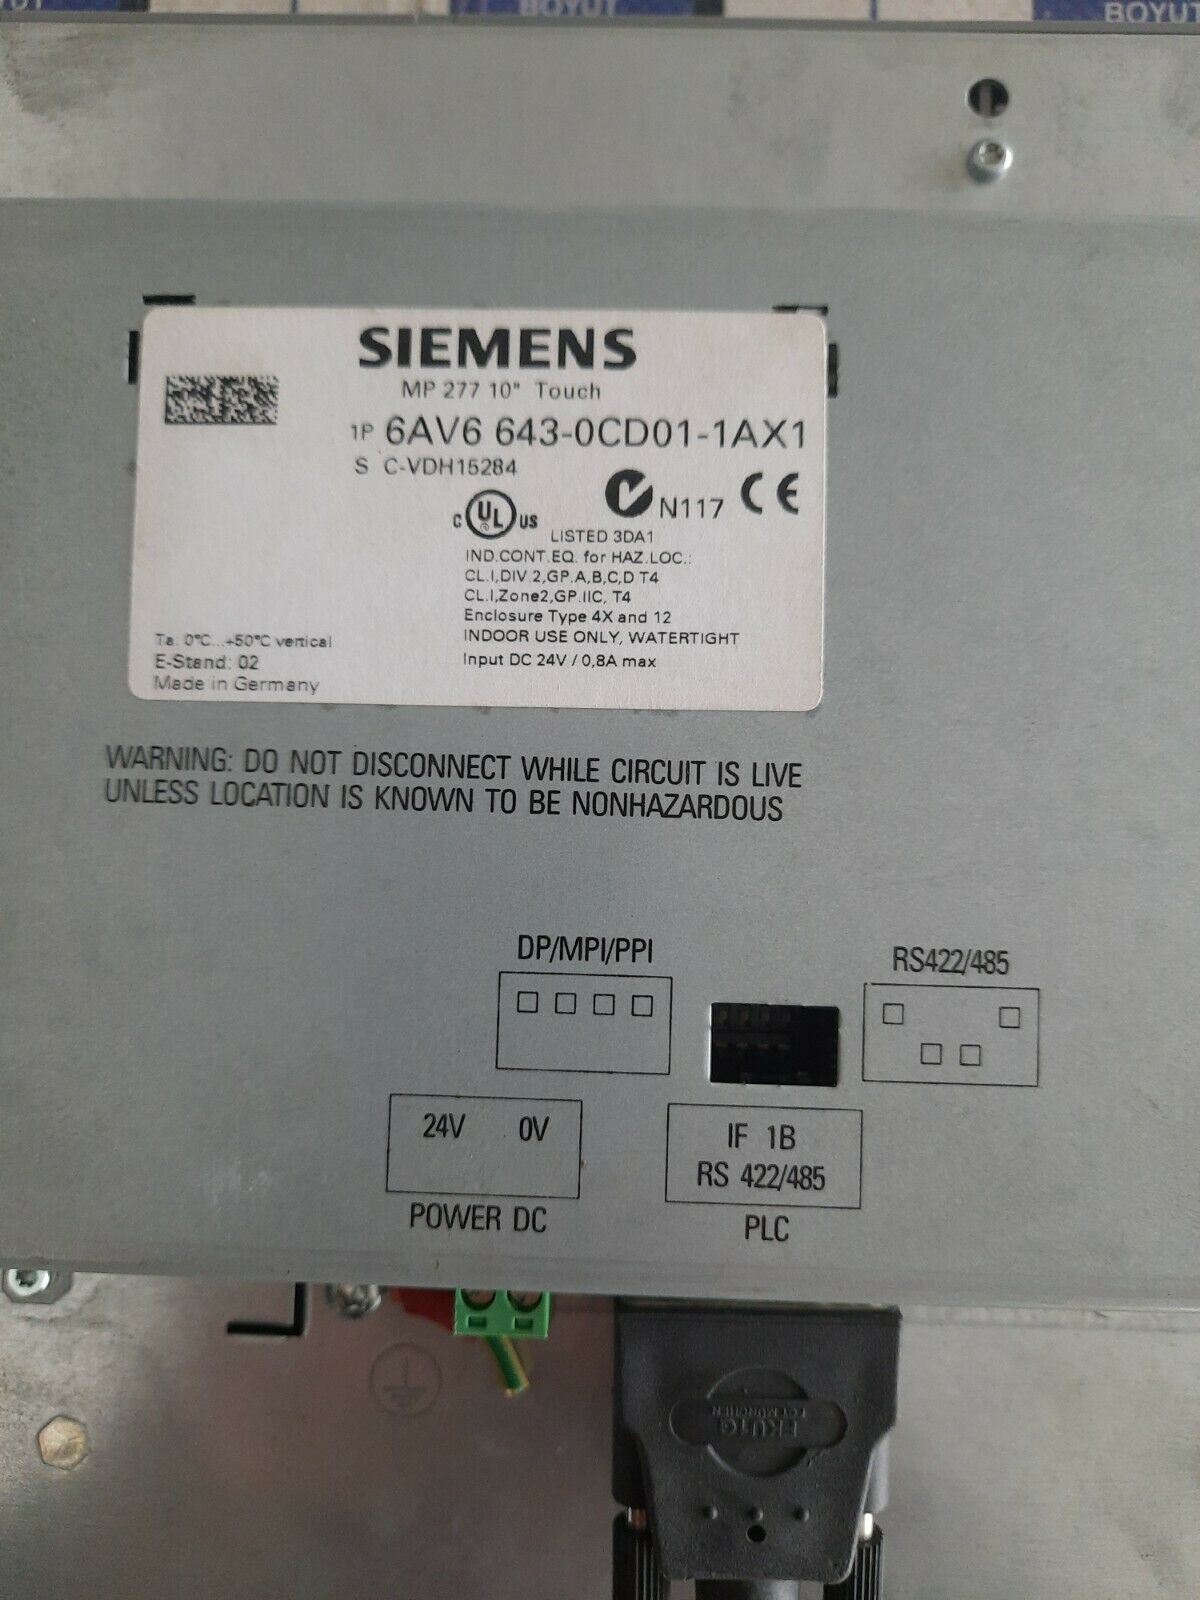 BOYUT
BOYUT
SIEMENS
MP 277 10" Touch
1P 6AV6 643-0CD01-1AX1
S C-VDH15284
C UL US
N117 CE
LISTED 3DA1
IND.CONT.EQ. for HAZ.LOC.:
CL.I,DIV.2,GP.A,B,C,D T4
CL.I,Zone2,GP.IIC, T4
Enclosure Type 4X and 12
INDOOR USE ONLY, WATERTIGHT
Input DC 24V / 0,8A max
Ta. 0°C...+50°C vertical
E-Stand: 02
Made in Germany
WARNING: DO NOT DISCONNECT WHILE CIRCUIT IS LIVE
UNLESS LOCATION IS KNOWN TO BE NONHAZARDOUS
DP/MPI/PPI
RS422/485
24V 0V
POWER DC
IF 1B
RS 422/485
PLC